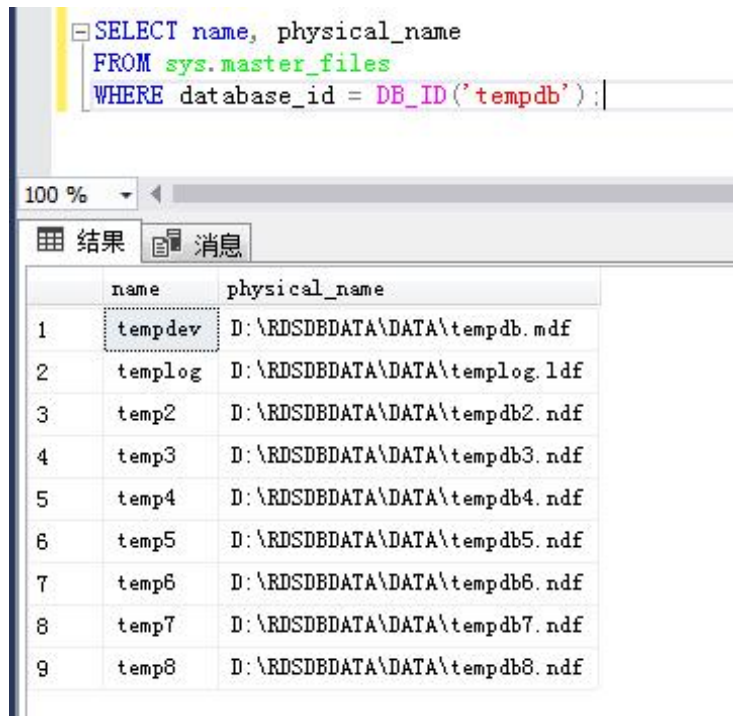 SELECT name, physical_name
FROM sys.master_files
WHERE database_id = DB_ID('tempdb');
100 %
结果 消息
name physical_name
1 tempdev D:\RDSDBDATA\DATA\tempdb.mdf
2 templog D:\RDSDBDATA\DATA\templog.ldf
3 temp2 D:\RDSDBDATA\DATA\tempdb2.ndf
4 temp3 D:\RDSDBDATA\DATA\tempdb3.ndf
5 temp4 D:\RDSDBDATA\DATA\tempdb4.ndf
6 temp5 D:\RDSDBDATA\DATA\tempdb5.ndf
7 temp6 D:\RDSDBDATA\DATA\tempdb6.ndf
8 temp7 D:\RDSDBDATA\DATA\tempdb7.ndf
9 temp8 D:\RDSDBDATA\DATA\tempdb8.ndf